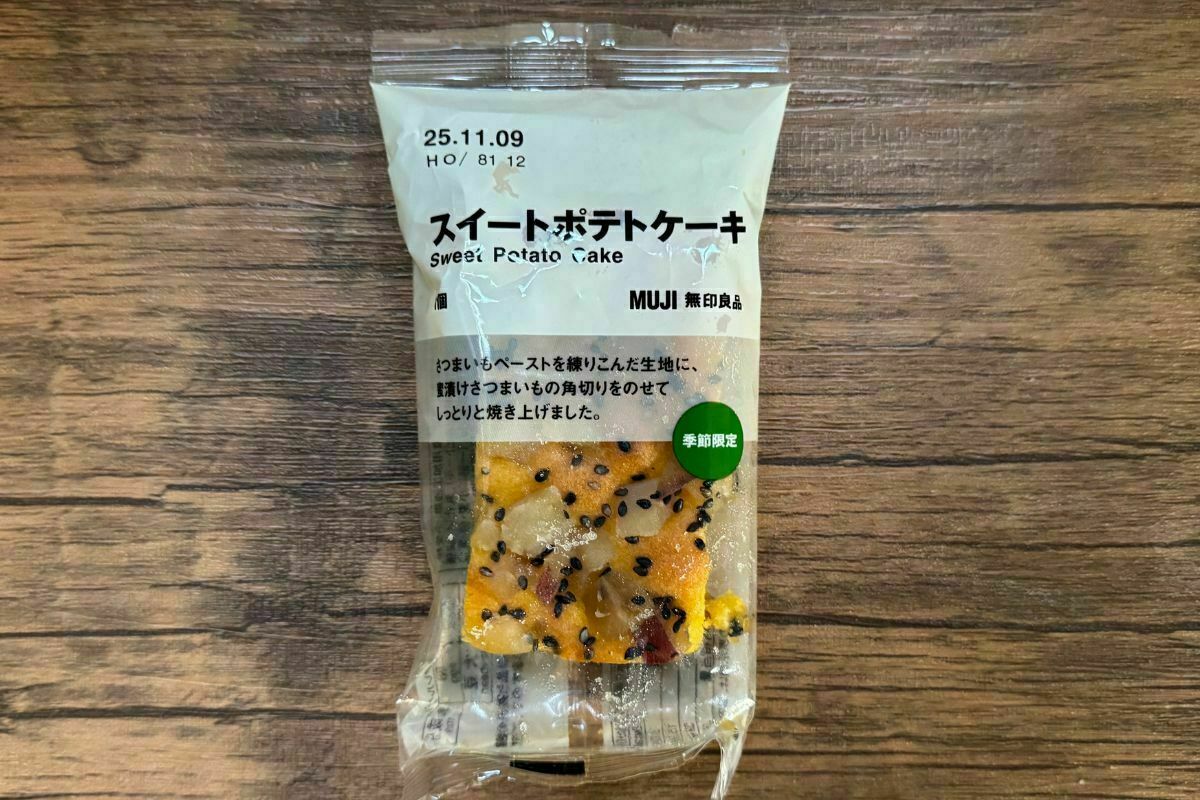 25.11.09
HO/ 81 12
スイートポテトケーキ
Sweet Potato Cake
1個
MUJI 無印良品
さつまいもペーストを練りこんだ生地に、
蜜漬けさつまいもの角切りをのせて
しっとりと焼き上げました。
季節限定